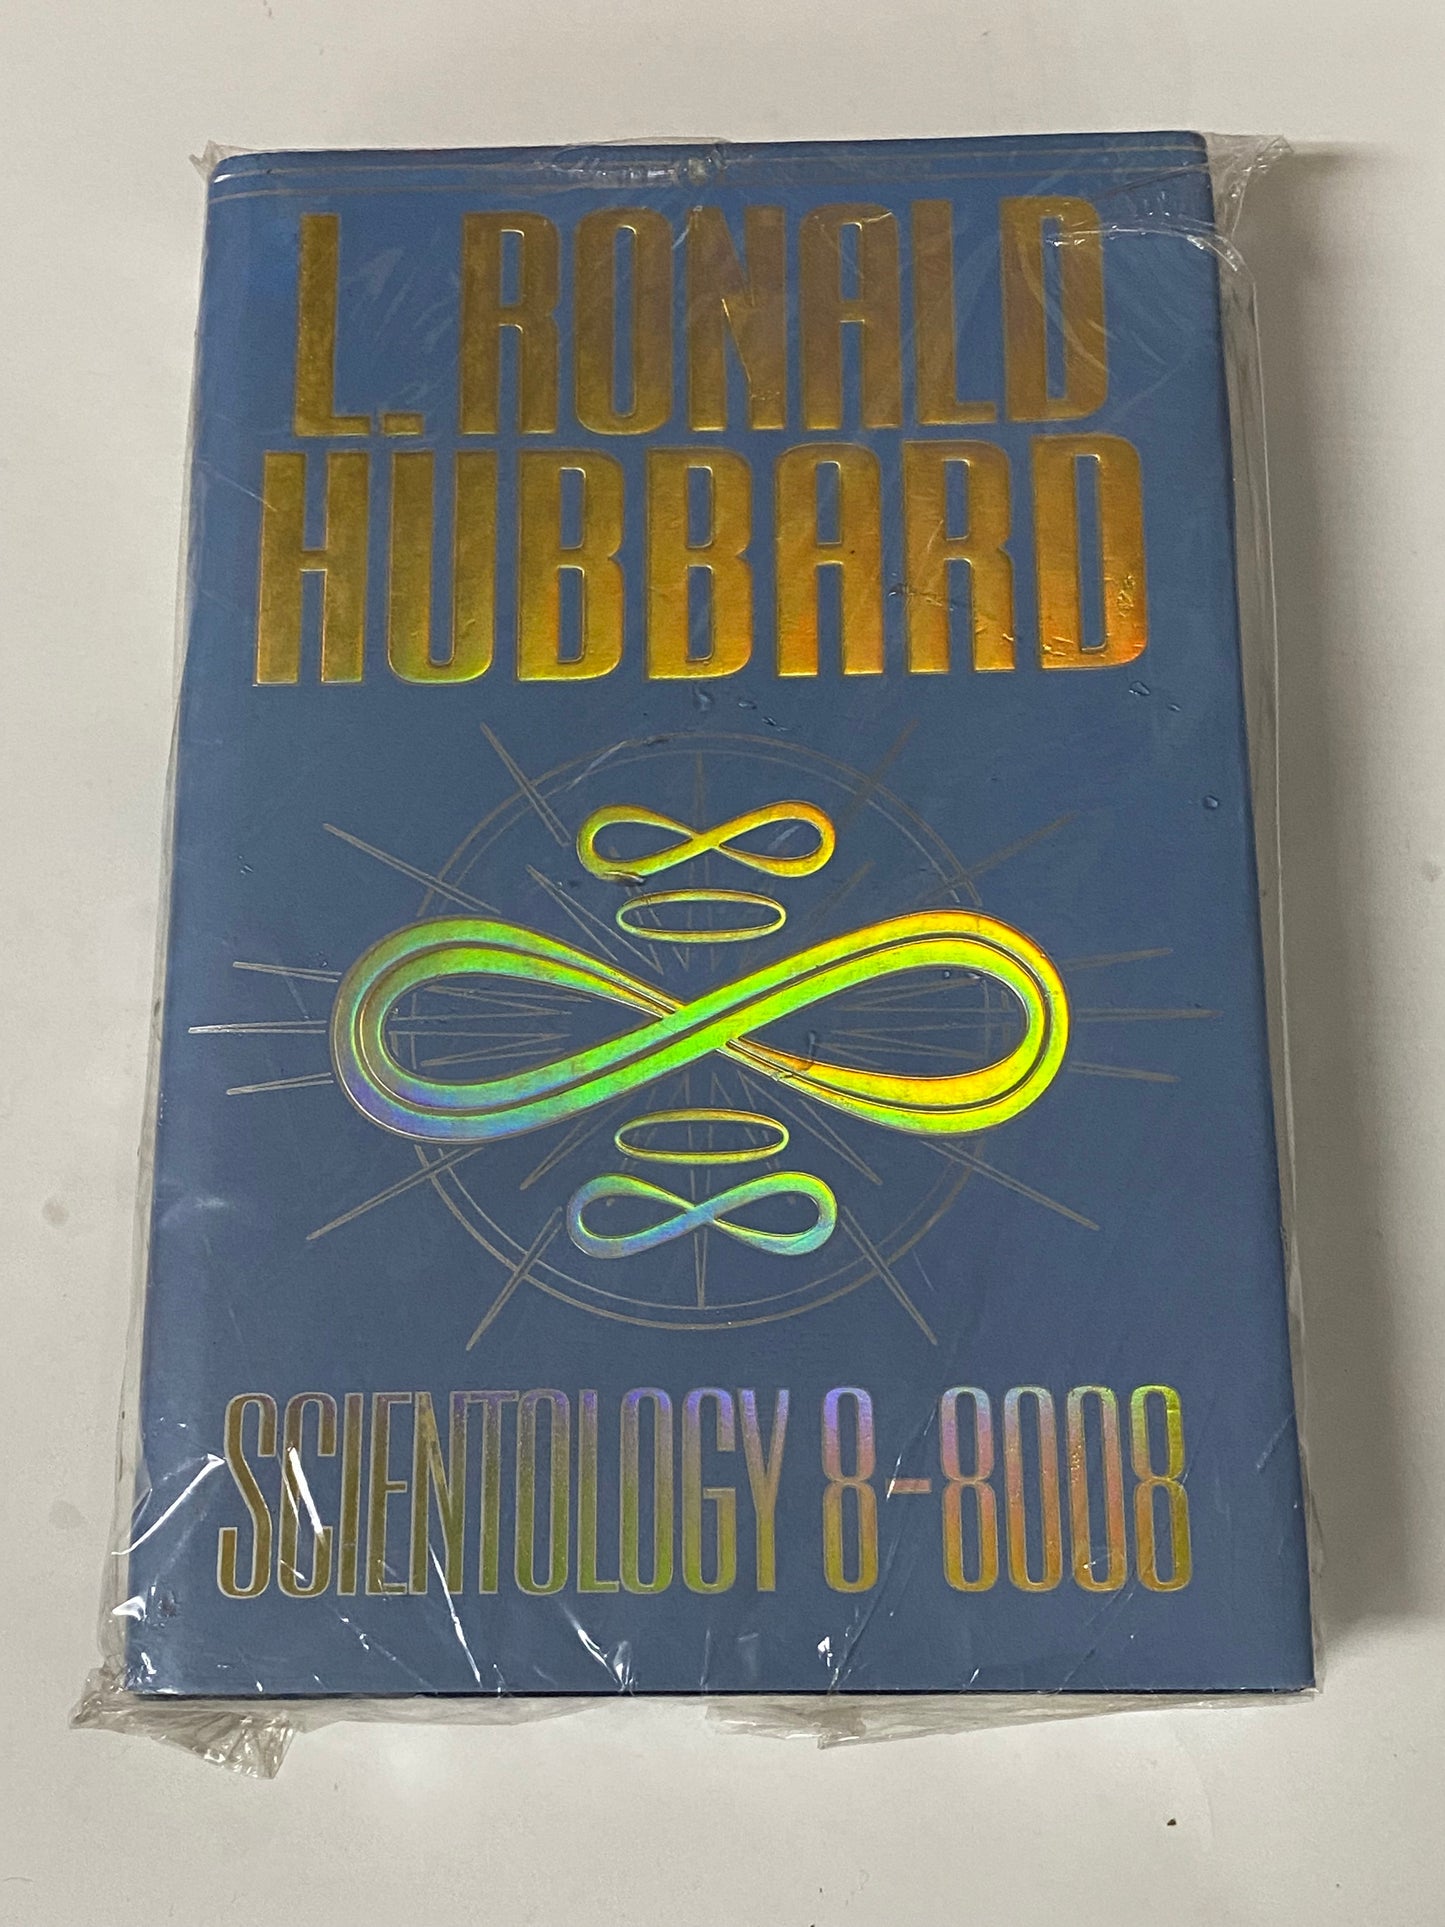 L. RONALD
HUBBARD
SCIENTOLOGY 8-8008